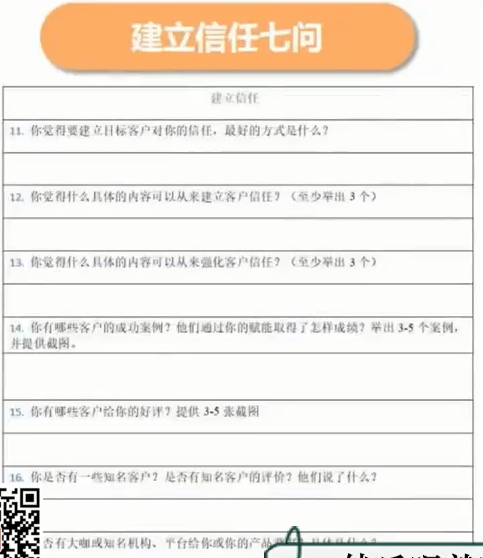 建立信任七问
建立信任
11. 你觉得要建立目标客户对你的信任，最好的方式是什么？
12. 你觉得什么具体的内容可以从来建立客户信任？（至少举出 3 个）
13. 你觉得什么具体的内容可以从来强化客户信任？（至少举出 3 个）
14. 你有哪些客户的成功案例？他们通过你的赋能取得了怎样成绩？举出 3-5 个案例，
并提供截图。
15. 你有哪些客户给你的好评？提供 3-5 张截图
16. 你是否有一些知名客户？是否有知名客户的评价？他们说了什么？
否有大咖或知名机构、平台给你或你的产品